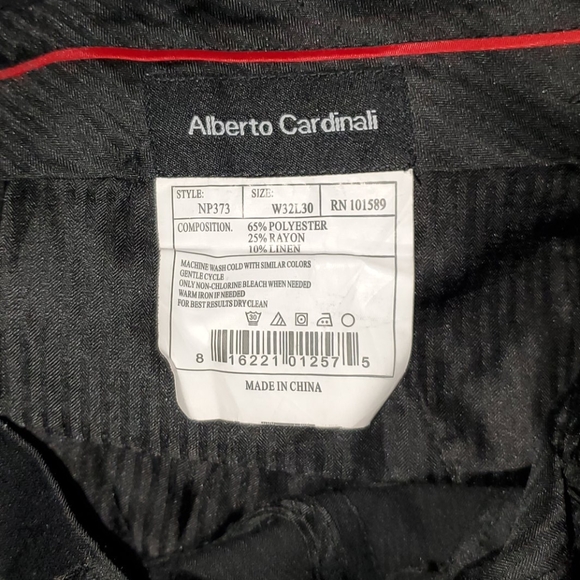 Alberto Cardinali
STYLE: SIZE:
NP373 W32L30 RN 101589
COMPOSITION. 65% POLYESTER
25% RAYON
10% LINEN
MACHINE WASH COLD WITH SIMILAR COLORS
GENTLE CYCLE
ONLY NON-CHLORINE BLEACH WHEN NEEDED
WARM IRON IF NEEDED
FOR BEST RESULTS DRY CLEAN
30
8 16221 01257 5
MADE IN CHINA